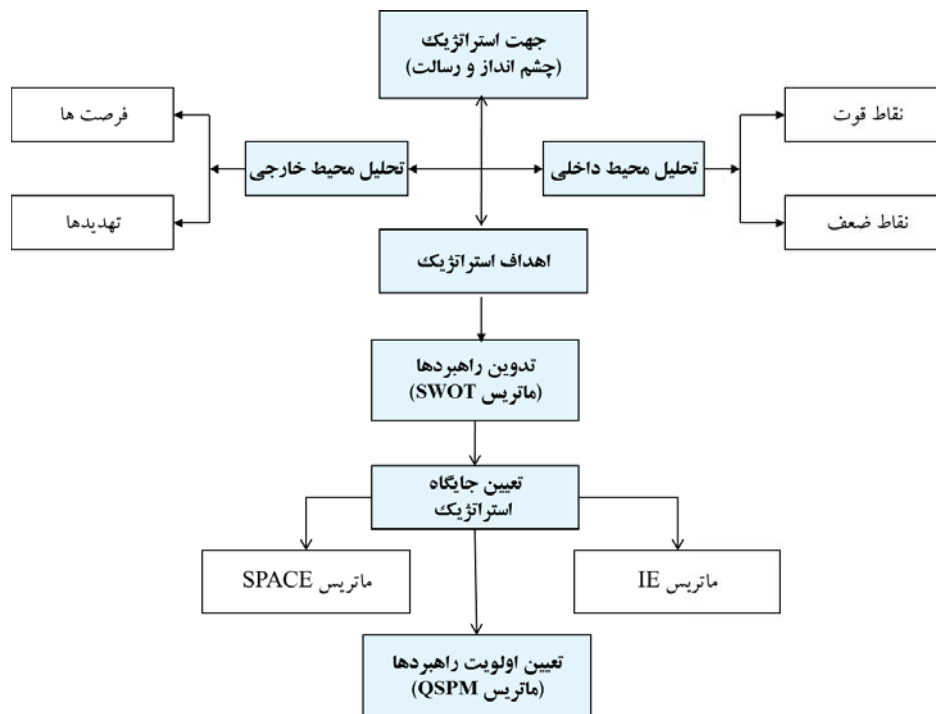 جهت استراتژیک
(چشم انداز و رسالت)
نقاط قوت
فرصت ها
تحلیل محیط داخلی
تحلیل محیط خارجی
نقاط ضعف
تهدیدها
اهداف استراتژیک
تدوین راهبردها
(ماتریس SWOT)
تعیین جایگاه
استراتژیک
ماتریس IE
ماتریس SPACE
تعیین اولویت راهبردها
(ماتریس QSPM)